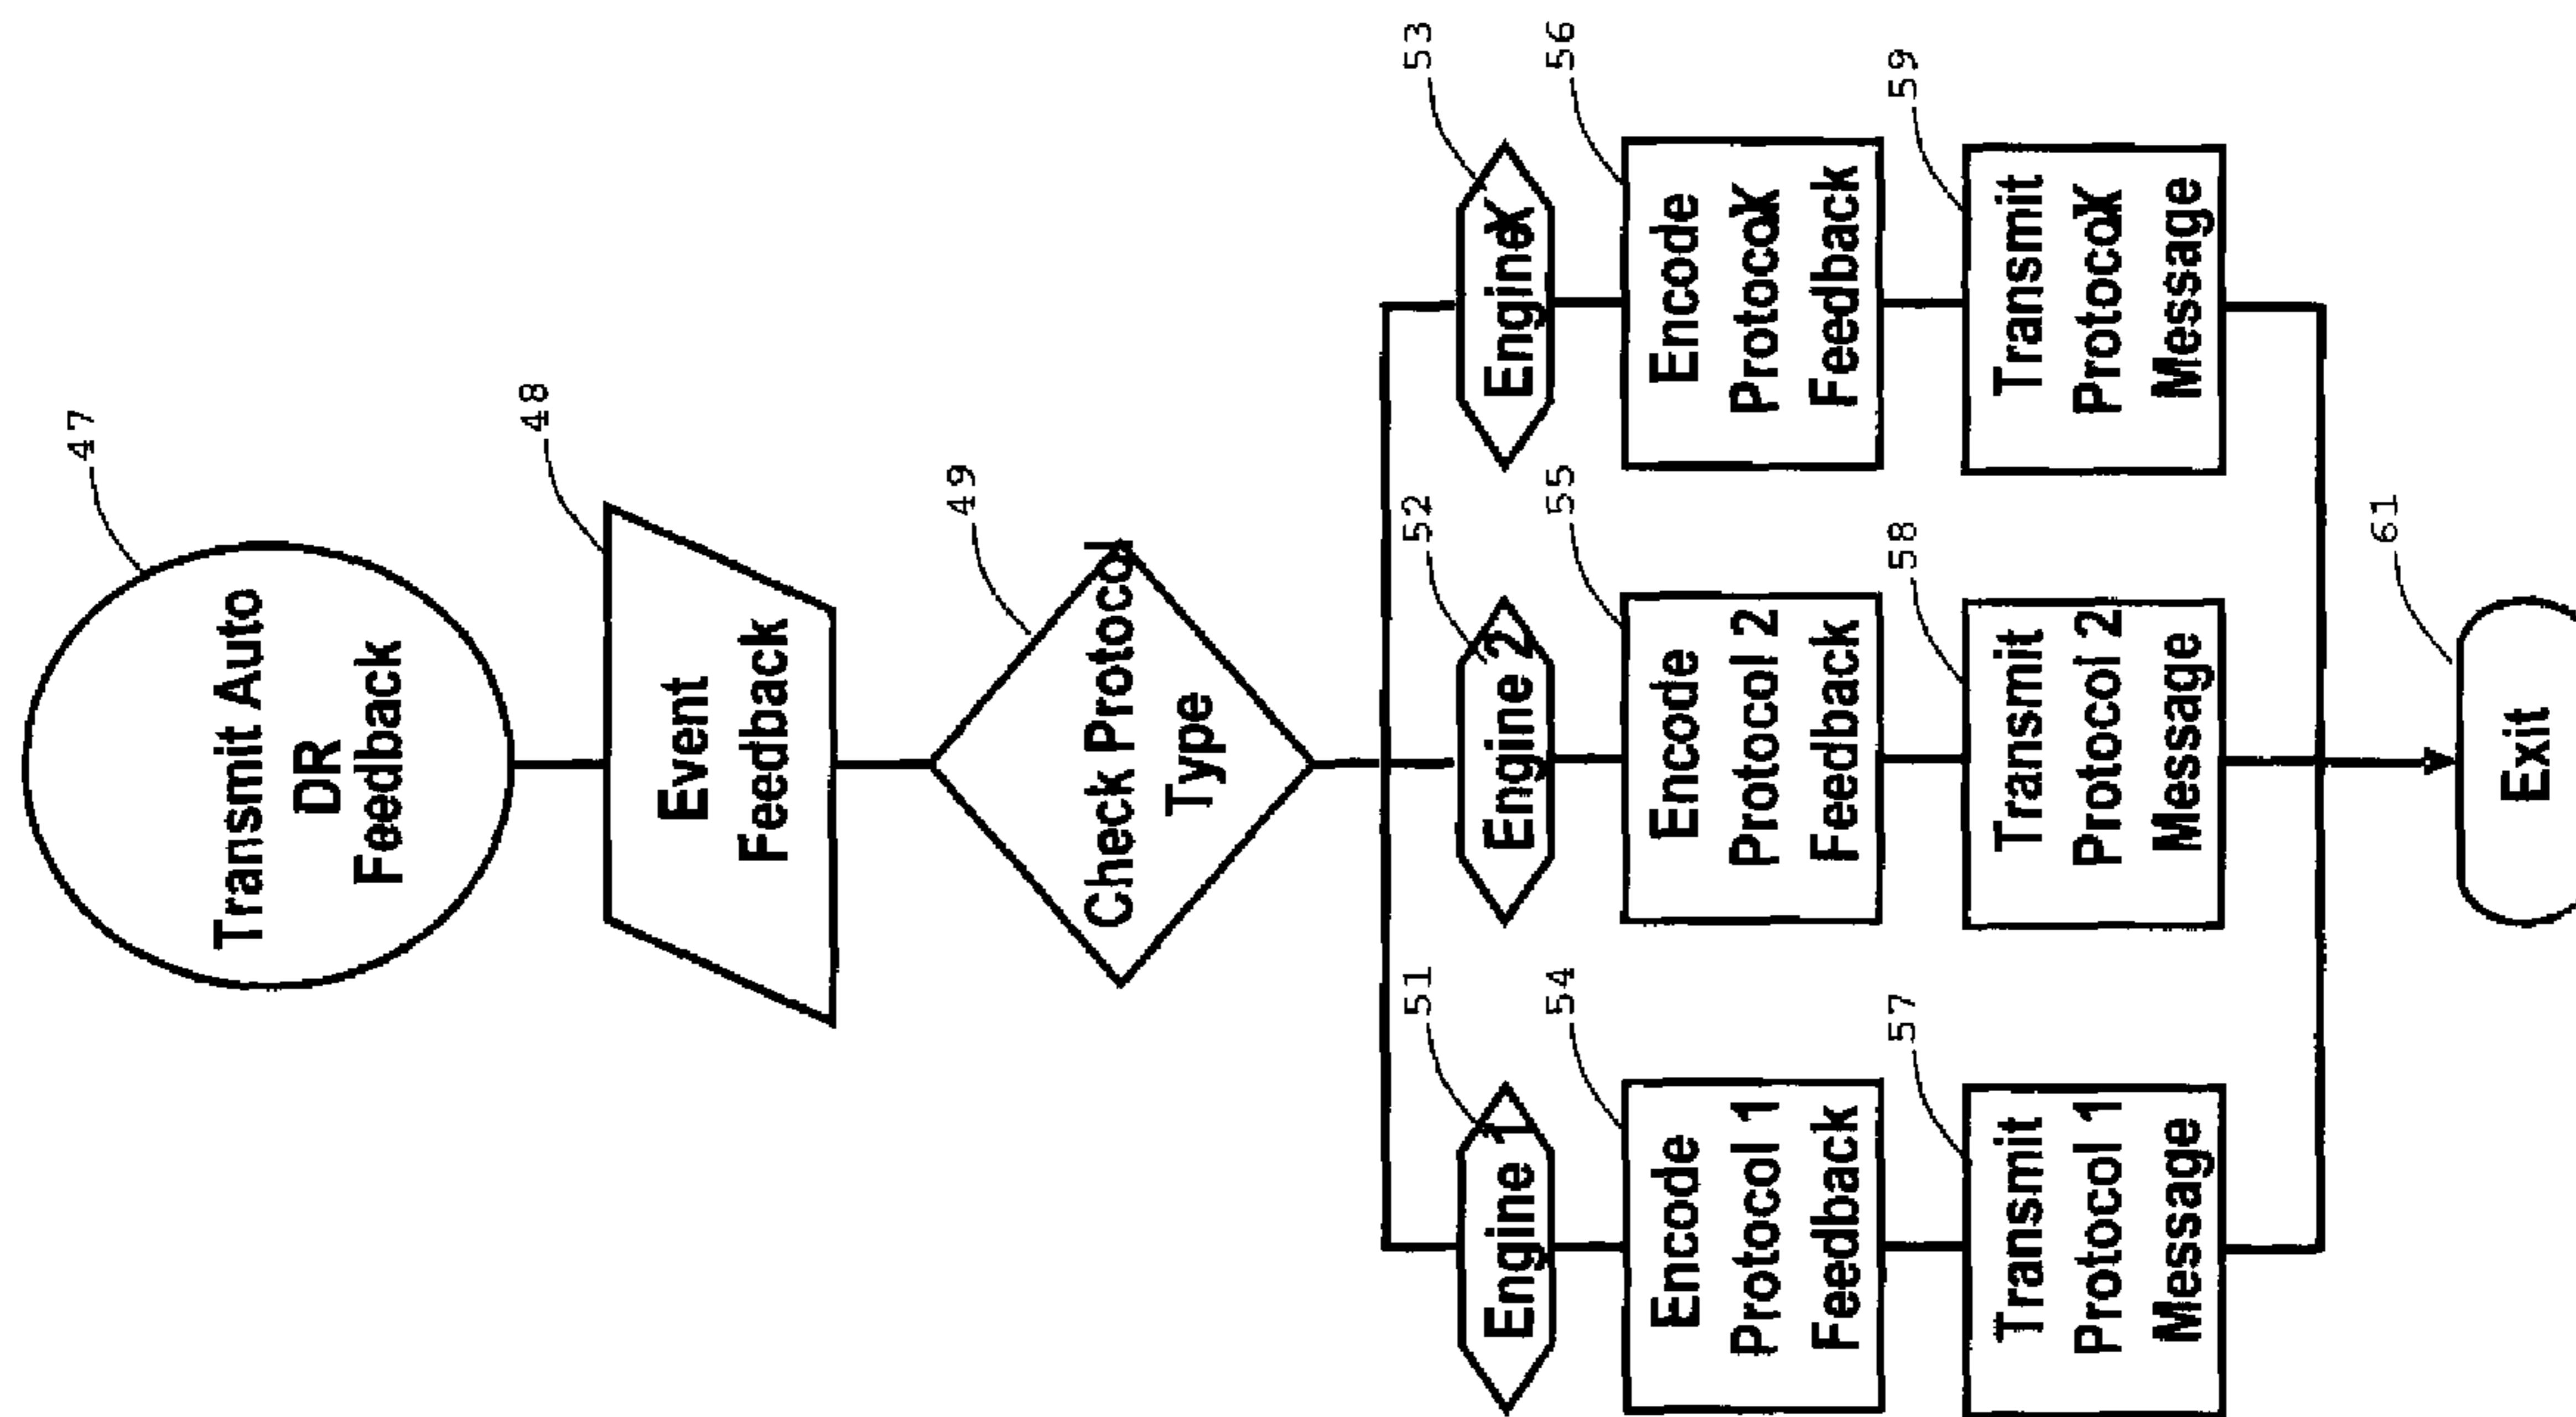 47
Transmit Auto
DR
Feedback
48
Event
Feedback
49
Check Protocol
Type
51
Engine 1
52
Engine 2
53
Engine X
54
Encode
Protocol 1
Feedback
55
Encode
Protocol 2
Feedback
56
Encode
Protocol X
Feedback
57
Transmit
Protocol 1
Message
58
Transmit
Protocol 2
Message
59
Transmit
Protocol X
Message
61
Exit